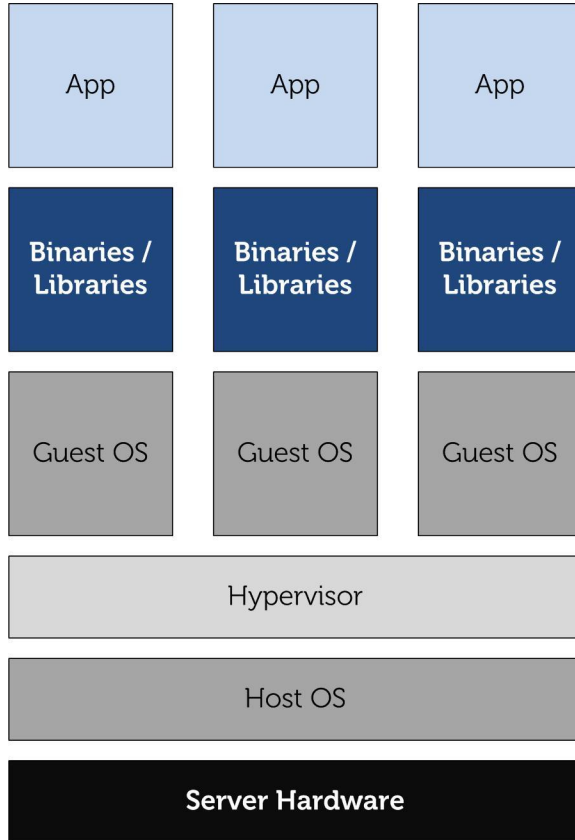 App
App
App
Binaries /
Libraries
Binaries /
Libraries
Binaries /
Libraries
Guest OS
Guest OS
Guest OS
Hypervisor
Host OS
Server Hardware